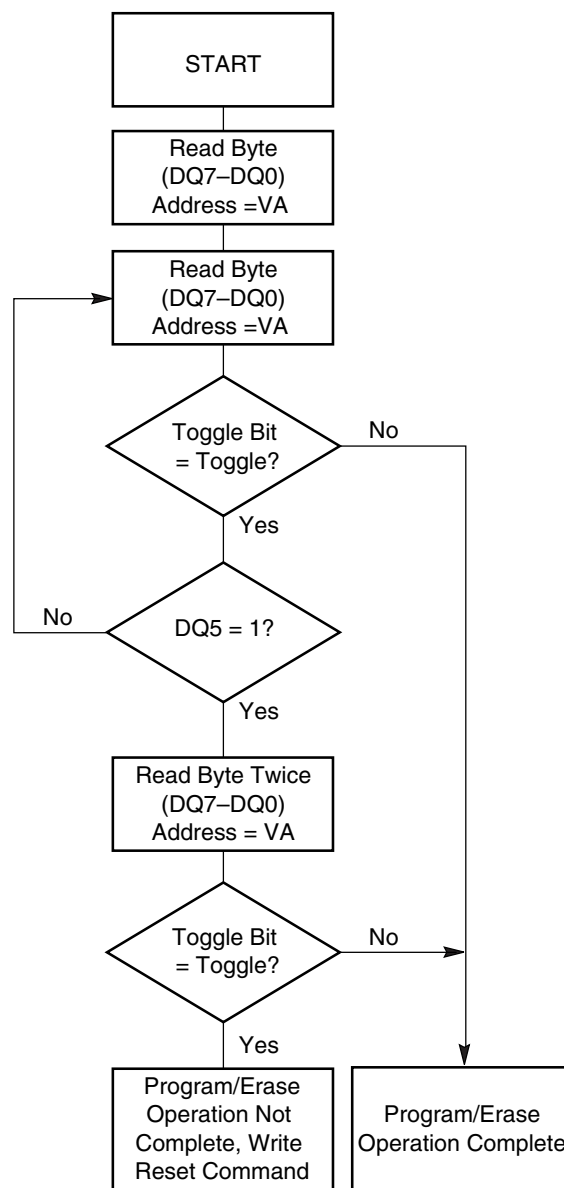 START
Read Byte
(DQ7–DQ0)
Address =VA
Read Byte
(DQ7–DQ0)
Address =VA
Toggle Bit
= Toggle?
No
Yes
No
DQ5 = 1?
Yes
Read Byte Twice
(DQ7–DQ0)
Address = VA
Toggle Bit
= Toggle?
No
Yes
Program/Erase
Operation Not
Complete, Write
Reset Command
Program/Erase
Operation Complete